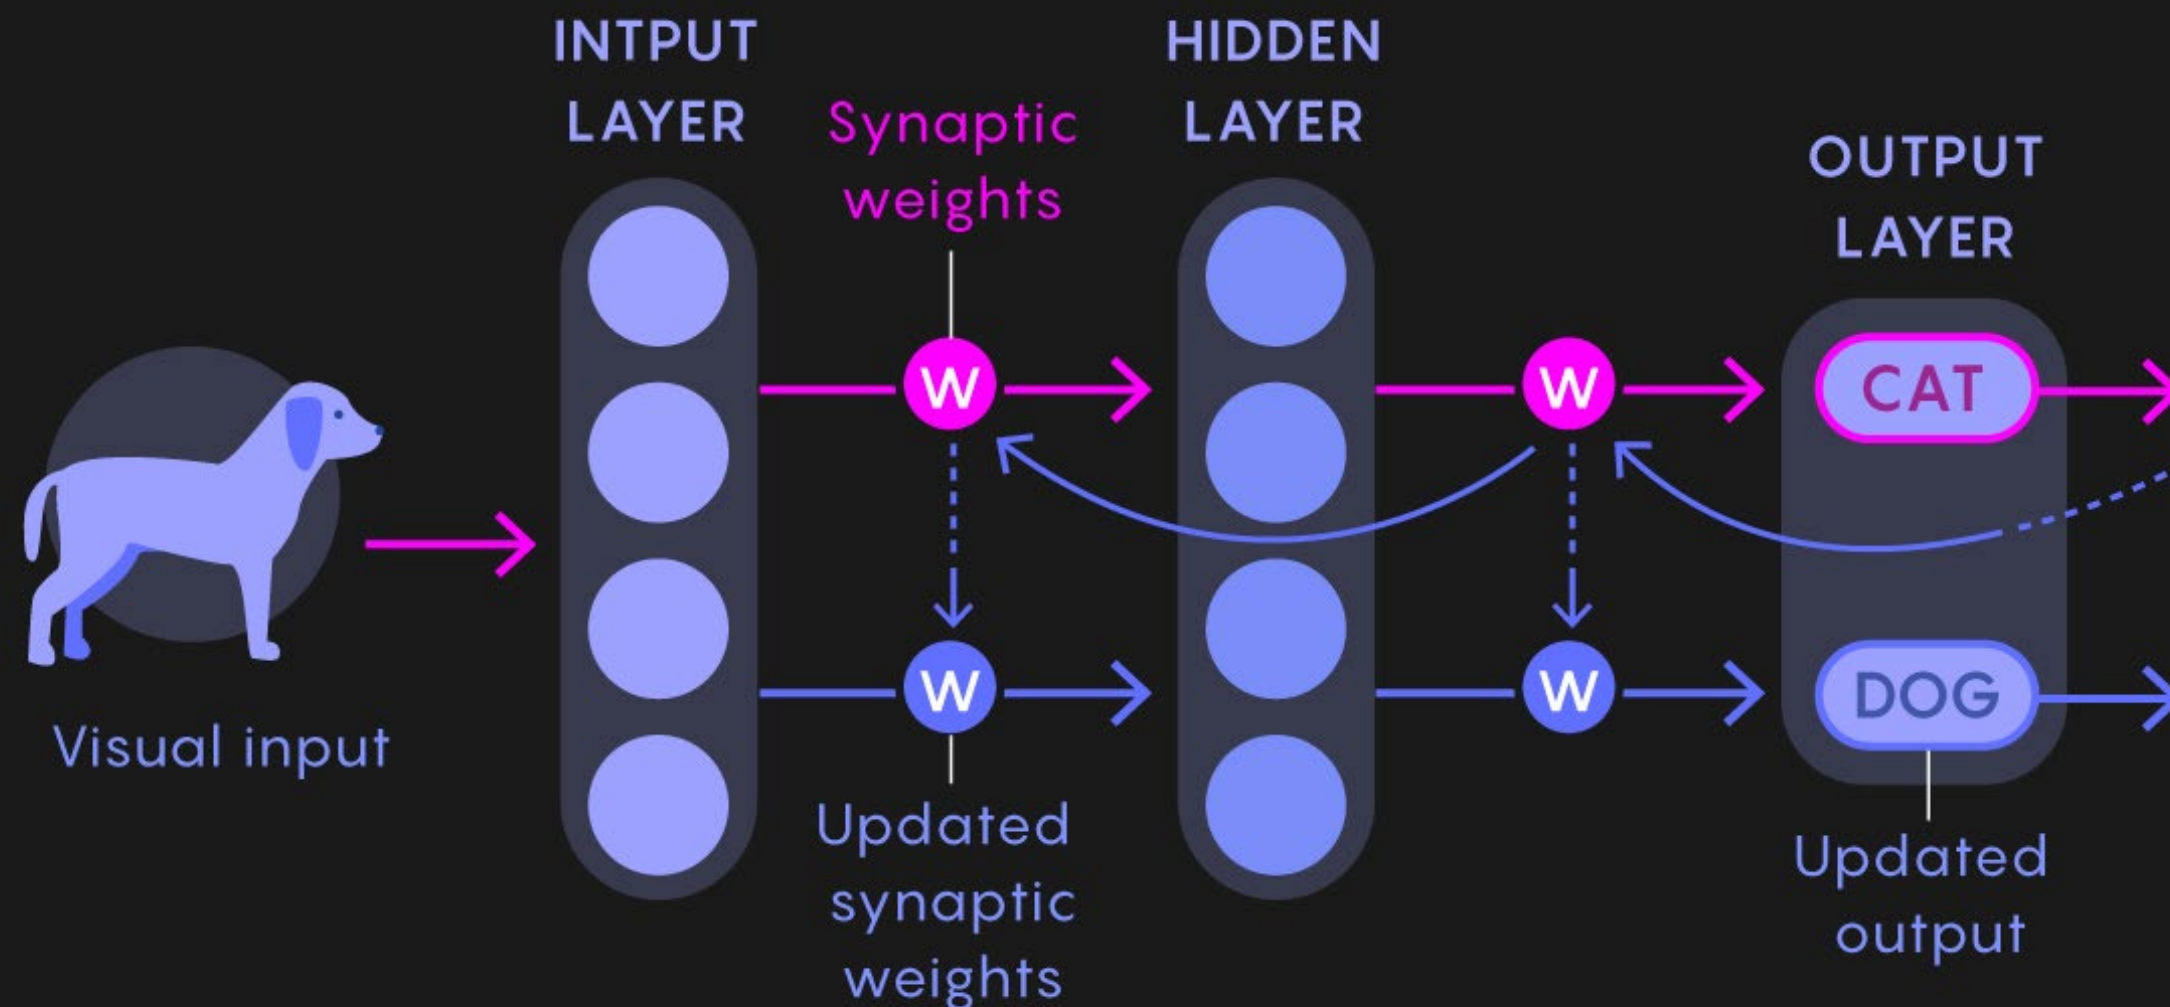 INTPUT
LAYER
Synaptic
weights
HIDDEN
LAYER
OUTPUT
LAYER
W
W
CAT
W
W
DOG
Visual input
Updated
synaptic
weights
Updated
output